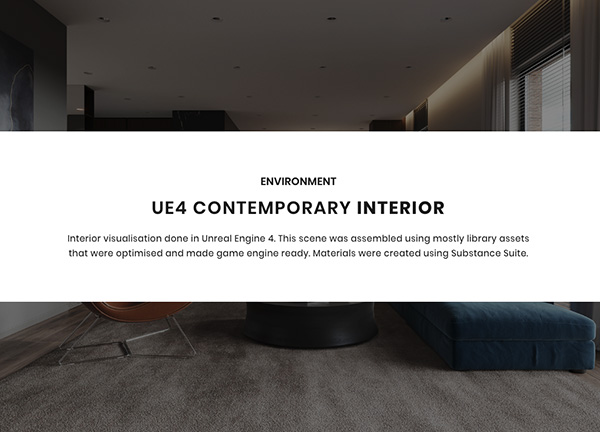 ENVIRONMENT
UE4 CONTEMPORARY INTERIOR
Interior visualisation done in Unreal Engine 4. This scene was assembled using mostly library assets
that were optimised and made game engine ready. Materials were created using Substance Suite.